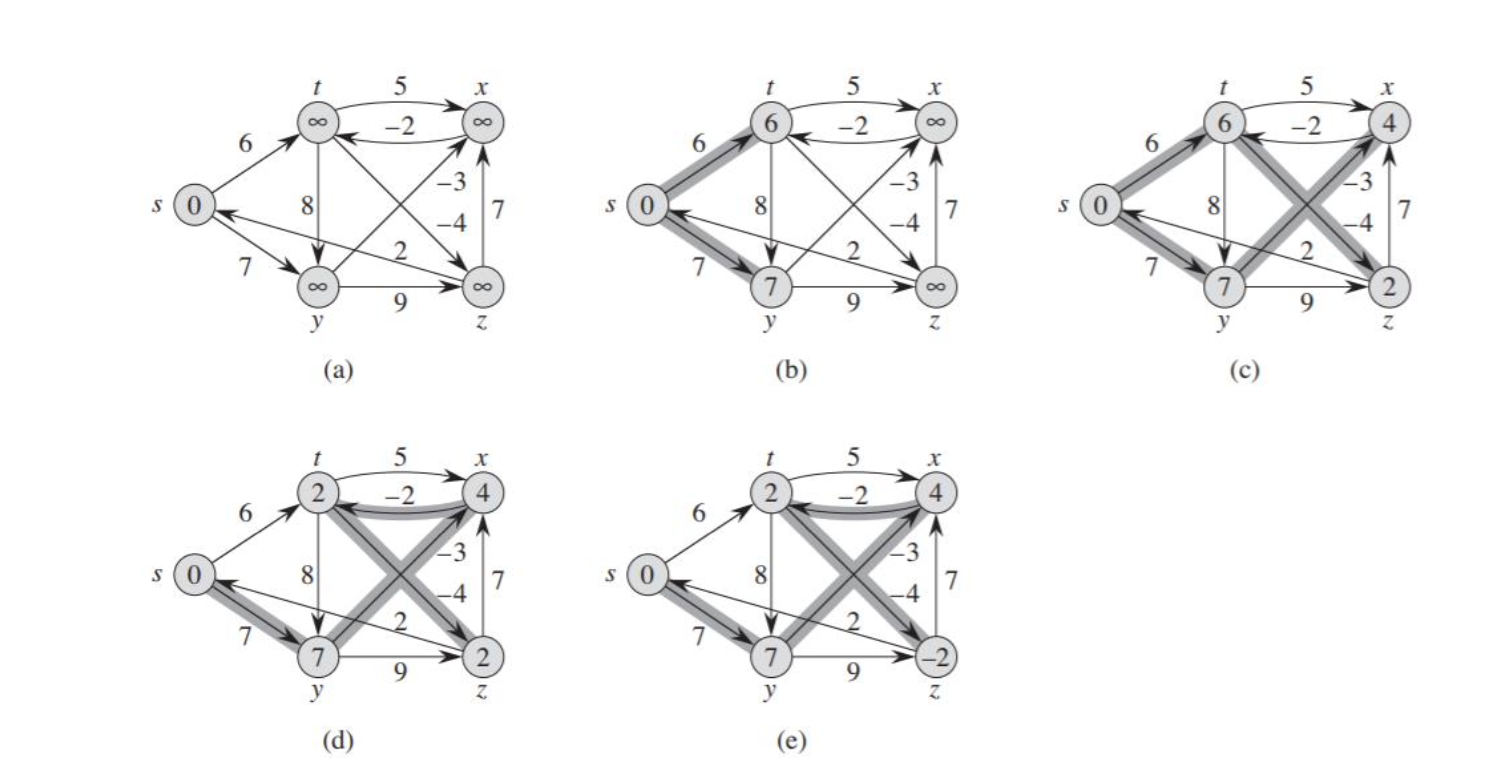 t 5 x t 5 x t 5 x
∞ –2 ∞ 6 –2 ∞ 6 –2 4
6 6 6
–3 –3 –3
s 0 8 7 s 0 8 7 s 0 8 7
–4 –4 –4
7 2 7 2 7 2
∞ 9 ∞ 7 9 ∞ 7 9 2
y z y z y z
(a) (b) (c)
t 5 x t 5 x
2 –2 4 2 –2 4
6 6
–3 –3
s 0 8 7 s 0 8 7
–4 –4
7 2 7 2
7 9 2 7 9 –2
y z y z
(d) (e)